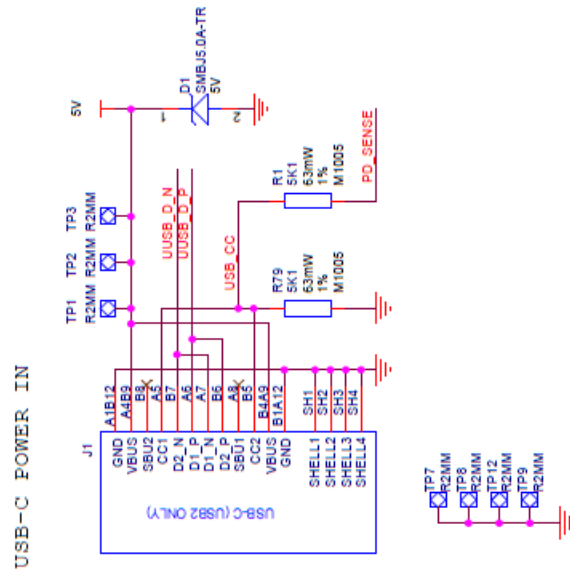 USB-C POWER IN
5V
D1
SMBJ5.0A-TR
5V
1
2
TP3
R2MM
TP2
R2MM
TP1
R2MM
UUSB_D_N
UUSB_D_P
USB_CC
R1
5K1
63mW
1%
M1005
PD_SENSE
R79
5K1
63mW
1%
M1005
J1
GND A1B12
VBUS A4B9
SBU2 B8
CC1 A5
D2_N B7
D1_P A6
D1_N A7
D2_P B6
SBU1 A8
CC2 B5
VBUS B4A9
GND B1A12
SHELL1 SH1
SHELL2 SH2
SHELL3 SH3
SHELL4 SH4
USB-C (USB2 ONLY)
TP7
R2MM
TP8
R2MM
TP12
R2MM
TP9
R2MM